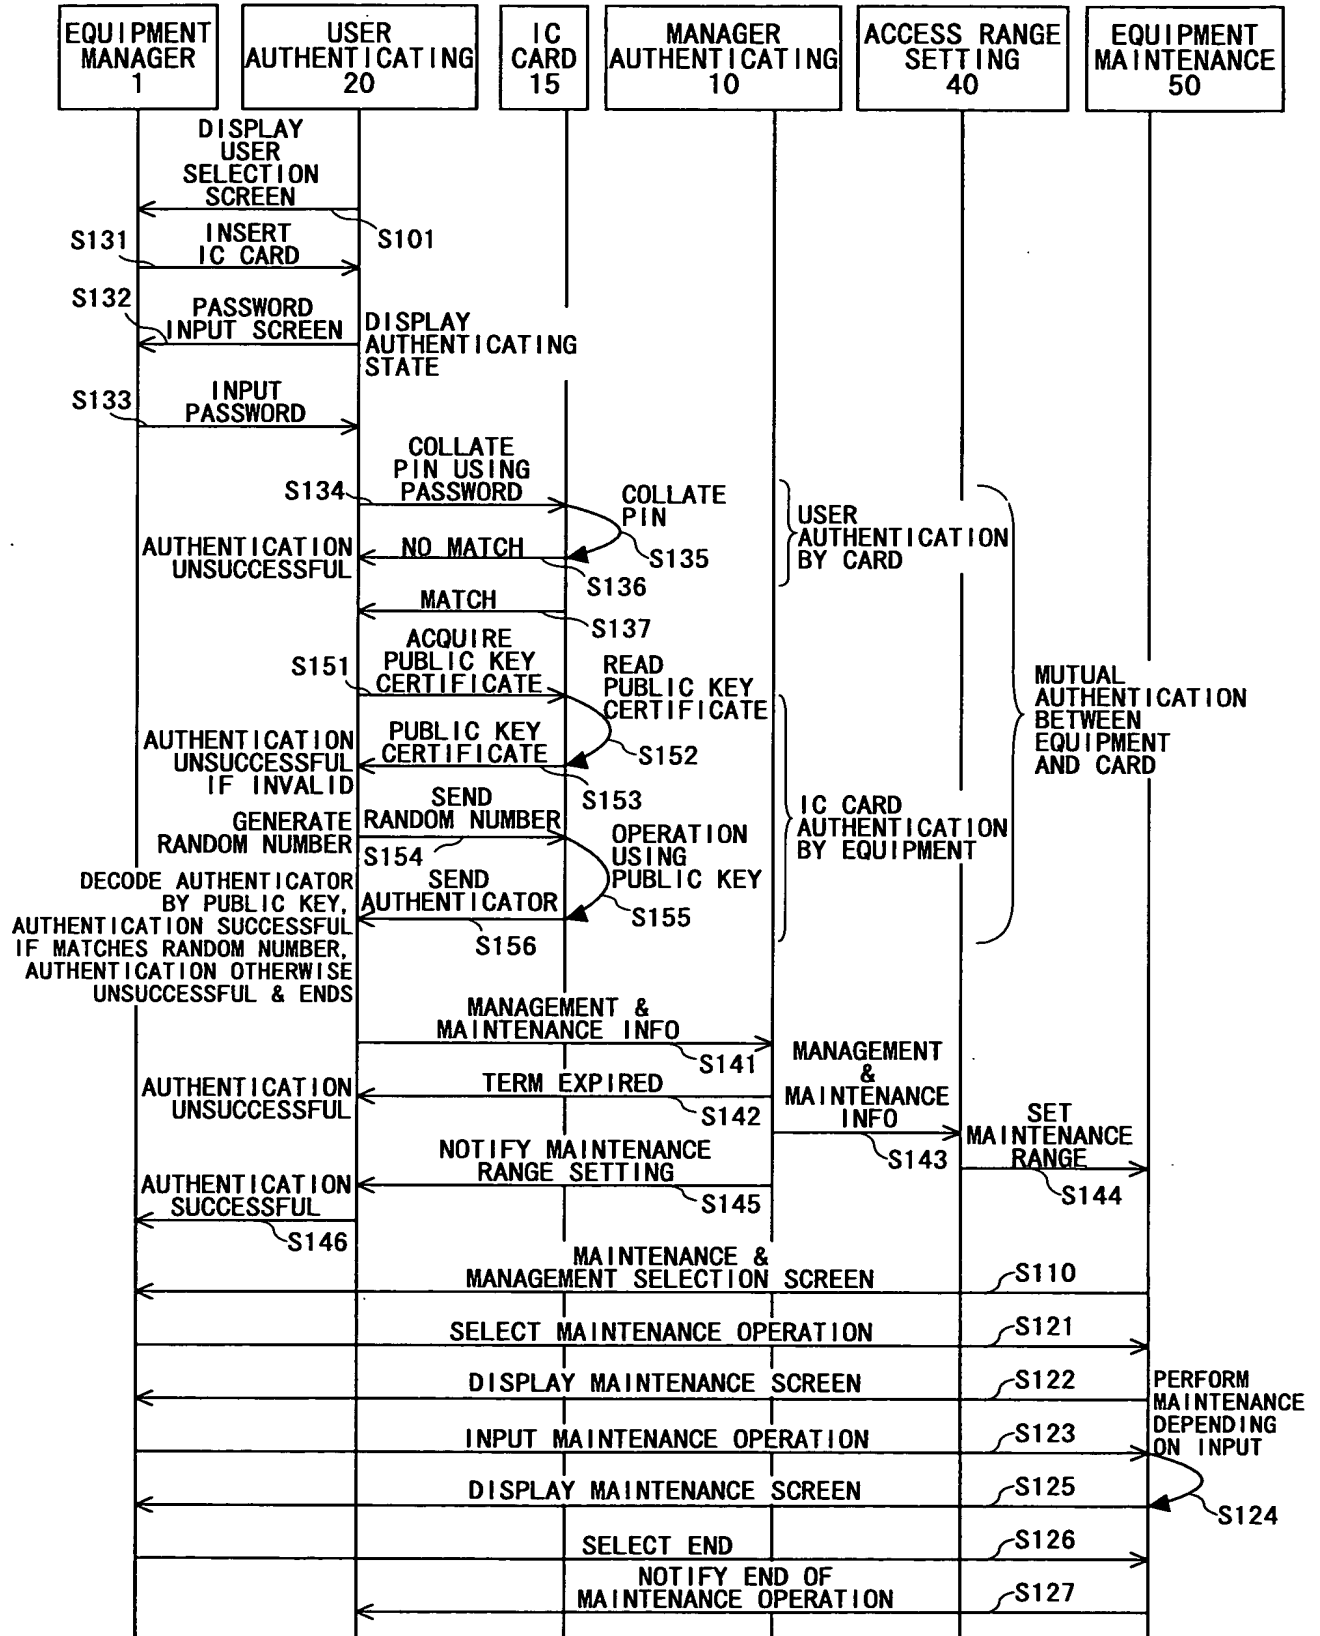 EQUIPMENT
MANAGER
1
USER
AUTHENTICATING
20
IC
CARD
15
MANAGER
AUTHENTICATING
10
ACCESS RANGE
SETTING
40
EQUIPMENT
MAINTENANCE
50
DISPLAY
USER
SELECTION
SCREEN
S101
S131
INSERT
IC CARD
S132
PASSWORD
INPUT SCREEN
DISPLAY
AUTHENTICATING
STATE
S133
INPUT
PASSWORD
COLLATE
PIN USING
PASSWORD
S134
COLLATE
PIN
S135
USER
AUTHENTICATION
BY CARD
AUTHENTICATION
UNSUCCESSFUL
NO MATCH
S136
MATCH
S137
ACQUIRE
PUBLIC KEY
CERTIFICATE
S151
READ
PUBLIC KEY
CERTIFICATE
S152
MUTUAL
AUTHENTICATION
BETWEEN
EQUIPMENT
AND CARD
AUTHENTICATION
UNSUCCESSFUL
IF INVALID
PUBLIC KEY
CERTIFICATE
S153
IC CARD
AUTHENTICATION
BY EQUIPMENT
GENERATE
RANDOM NUMBER
SEND
RANDOM NUMBER
S154
OPERATION
USING
PUBLIC KEY
S155
DECODE AUTHENTICATOR
BY PUBLIC KEY,
AUTHENTICATION SUCCESSFUL
IF MATCHES RANDOM NUMBER,
AUTHENTICATION OTHERWISE
UNSUCCESSFUL & ENDS
SEND
AUTHENTICATOR
S156
MANAGEMENT &
MAINTENANCE INFO
S141
AUTHENTICATION
UNSUCCESSFUL
TERM EXPIRED
S142
MANAGEMENT
&
MAINTENANCE
INFO
S143
SET
MAINTENANCE
RANGE
S144
NOTIFY MAINTENANCE
RANGE SETTING
S145
AUTHENTICATION
SUCCESSFUL
S146
MAINTENANCE &
MANAGEMENT SELECTION SCREEN
S110
SELECT MAINTENANCE OPERATION
S121
DISPLAY MAINTENANCE SCREEN
S122
PERFORM
MAINTENANCE
DEPENDING
ON INPUT
INPUT MAINTENANCE OPERATION
S123
DISPLAY MAINTENANCE SCREEN
S125
S124
SELECT END
S126
NOTIFY END OF
MAINTENANCE OPERATION
S127